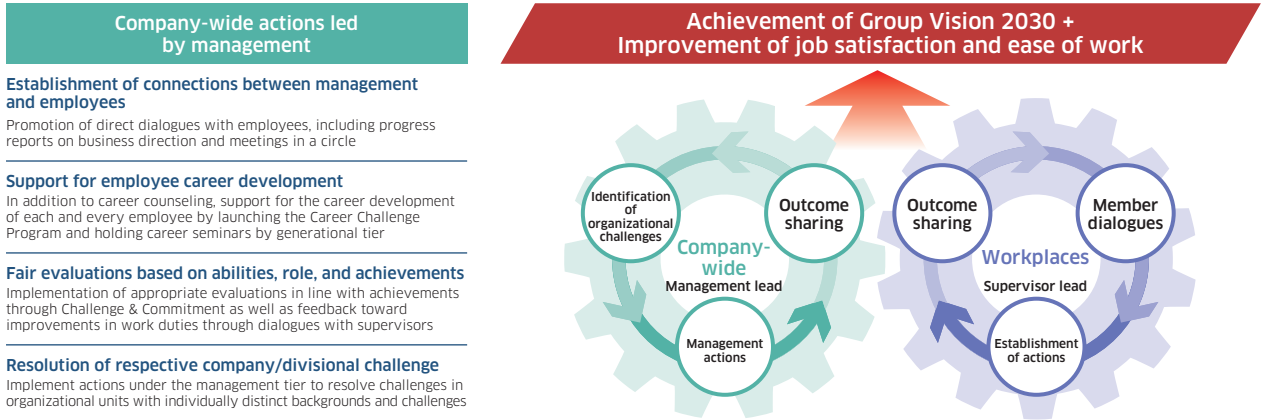 Company-wide actions led
by management
Establishment of connections between management
and employees
Promotion of direct dialogues with employees, including progress
reports on business direction and meetings in a circle
Support for employee career development
In addition to career counseling, support for the career development
of each and every employee by launching the Career Challenge
Program and holding career seminars by generational tier
Fair evaluations based on abilities, role, and achievements
Implementation of appropriate evaluations in line with achievements
through Challenge & Commitment as well as feedback toward
improvements in work duties through dialogues with supervisors
Resolution of respective company/divisional challenge
Implement actions under the management tier to resolve challenges in
organizational units with individually distinct backgrounds and challenges
Achievement of Group Vision 2030 +
Improvement of job satisfaction and ease of work
Identification
of
organizational
challenges
Outcome
sharing
Company-
wide
Management lead
Management
actions
Outcome
sharing
Member
dialogues
Workplaces
Supervisor lead
Establishment
of actions